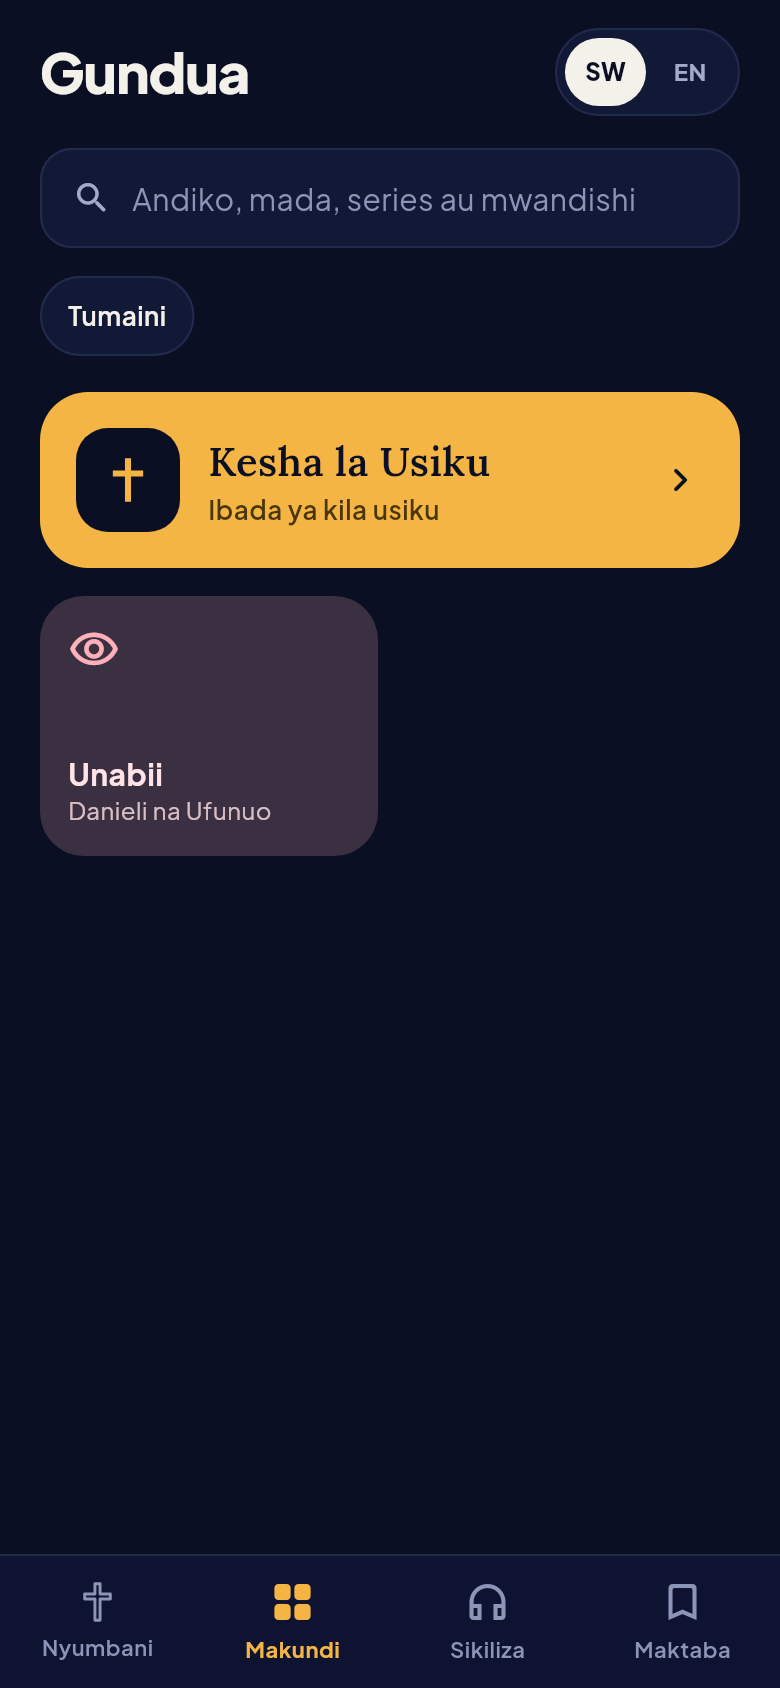 Gundua
SW EN
Andiko, mada, series au mwandishi
Tumaini
Kesha la Usiku
Ibada ya kila usiku
Unabii
Danieli na Ufunuo
Nyumbani Makundi Sikiliza Maktaba